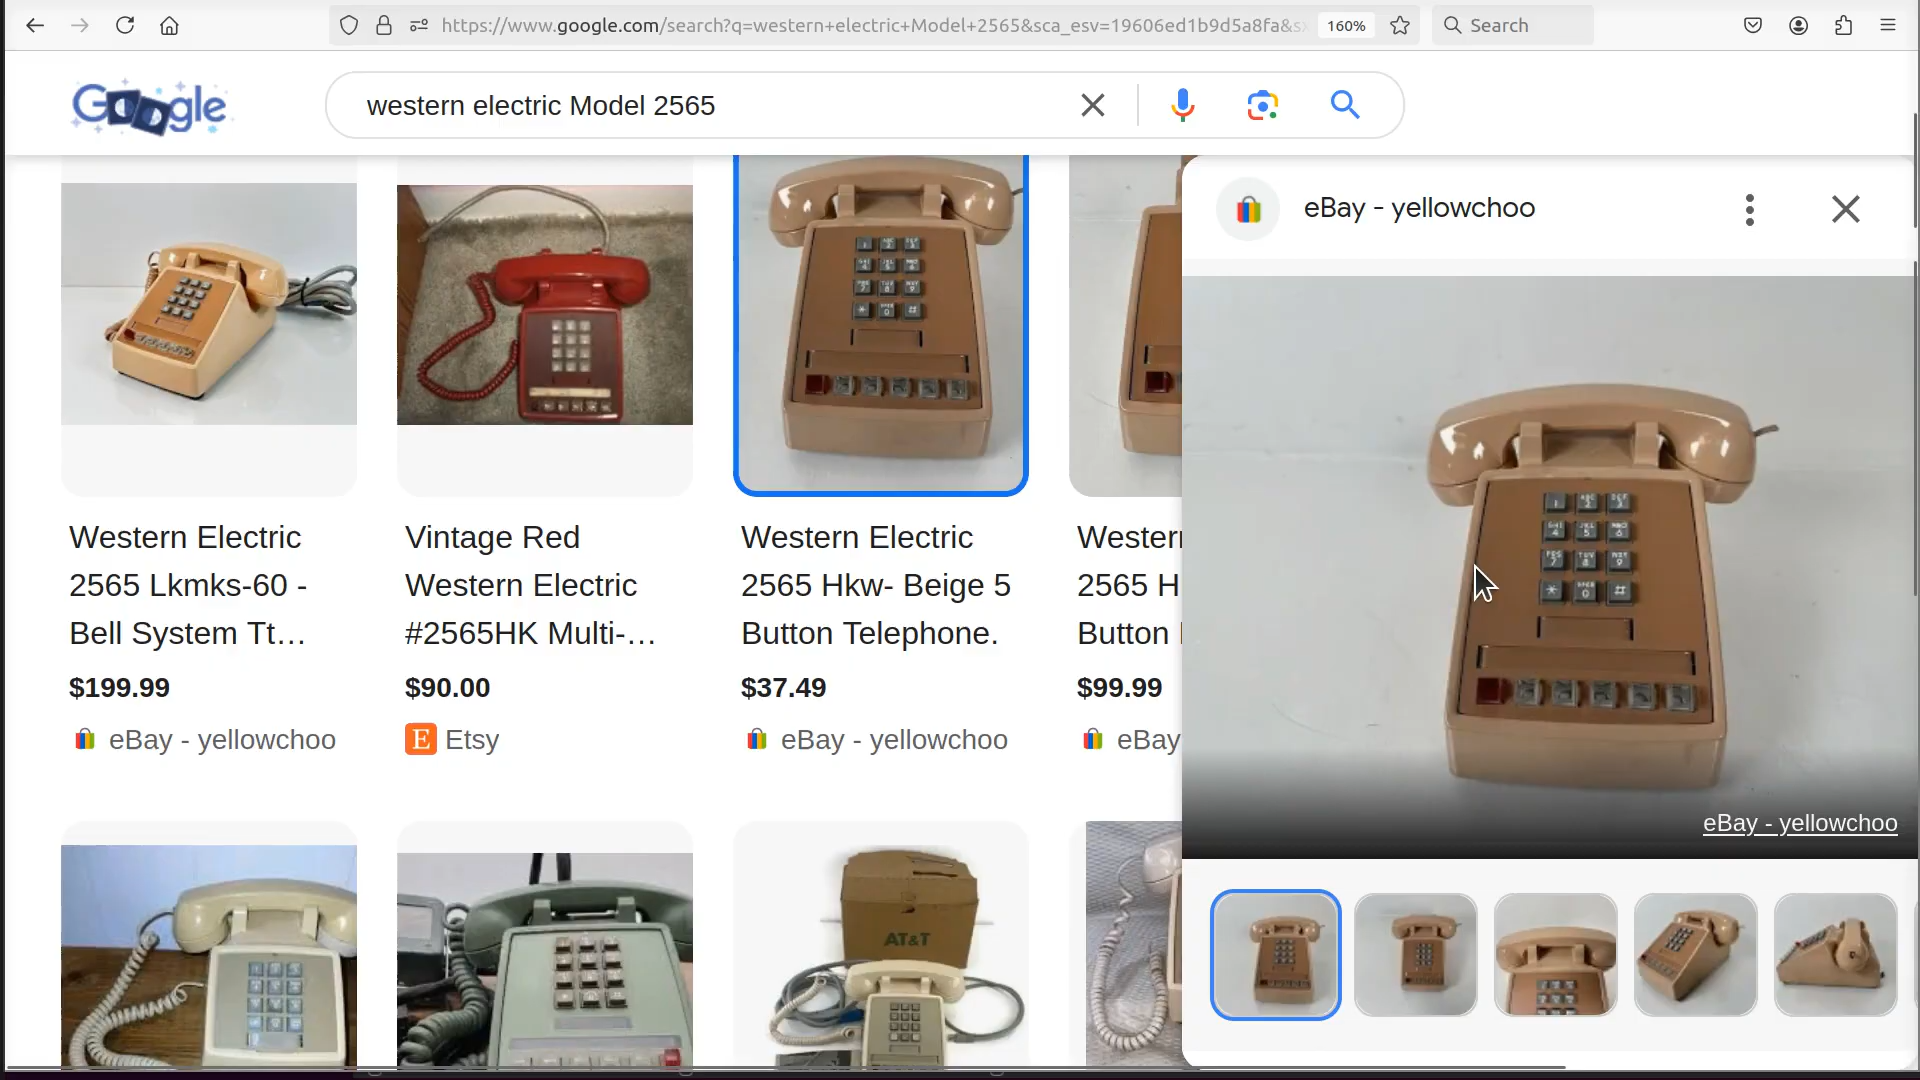 https://www.google.com/search?q=western+electric+Model+2565&sca_esv=19606ed1b9d5a8fa&s
160%
Search
Google
western electric Model 2565
eBay - yellowchoo
Western Electric
2565 Lkmks-60 -
Bell System Tt…
$199.99
eBay - yellowchoo
Vintage Red
Western Electric
#2565HK Multi-…
$90.00
E Etsy
Western Electric
2565 Hkw- Beige 5
Button Telephone.
$37.49
eBay - yellowchoo
Western
2565 H
Button
$99.99
eBay
eBay - yellowchoo
AT&T